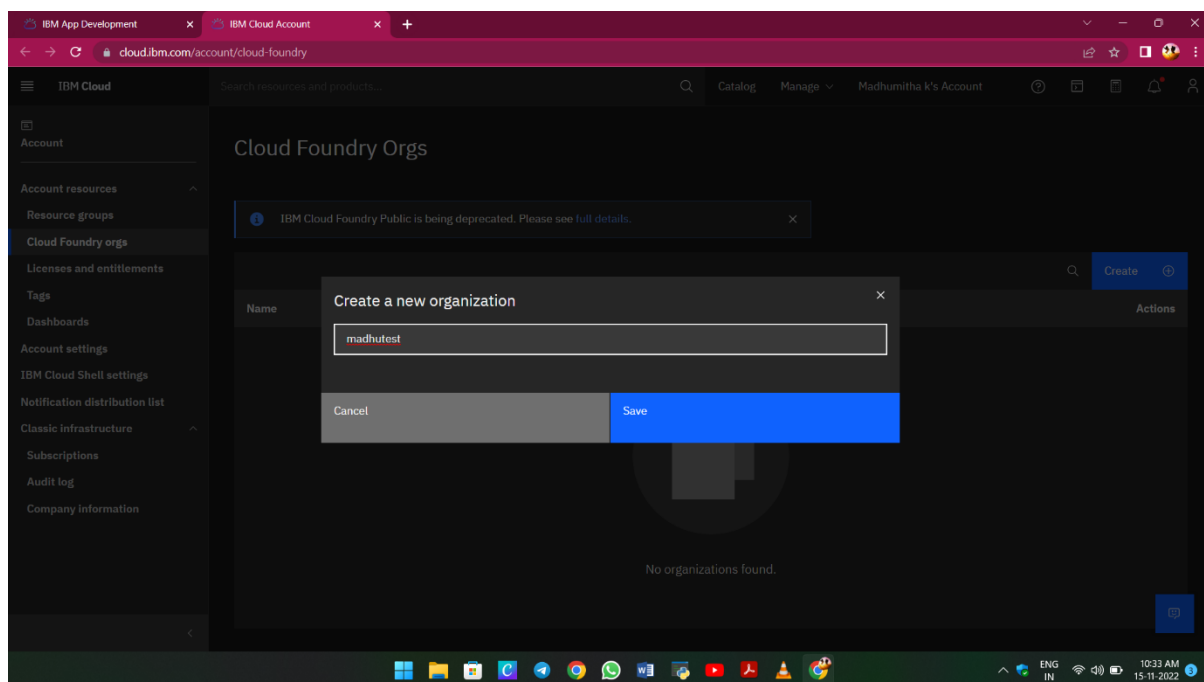 IBM App Development
IBM Cloud Account
cloud.ibm.com/account/cloud-foundry
IBM Cloud
Search resources and products...
Catalog
Manage
Madhumitha k's Account
Account
Cloud Foundry Orgs
Account resources
Resource groups
IBM Cloud Foundry Public is being deprecated. Please see full details.
Cloud Foundry orgs
Licenses and entitlements
Create
Tags
Create a new organization
Name
Actions
Dashboards
madhutest
Account settings
IBM Cloud Shell settings
Notification distribution list
Cancel
Save
Classic infrastructure
Subscriptions
Audit log
Company information
No organizations found.
ENG
IN
10:33 AM
15-11-2022
3